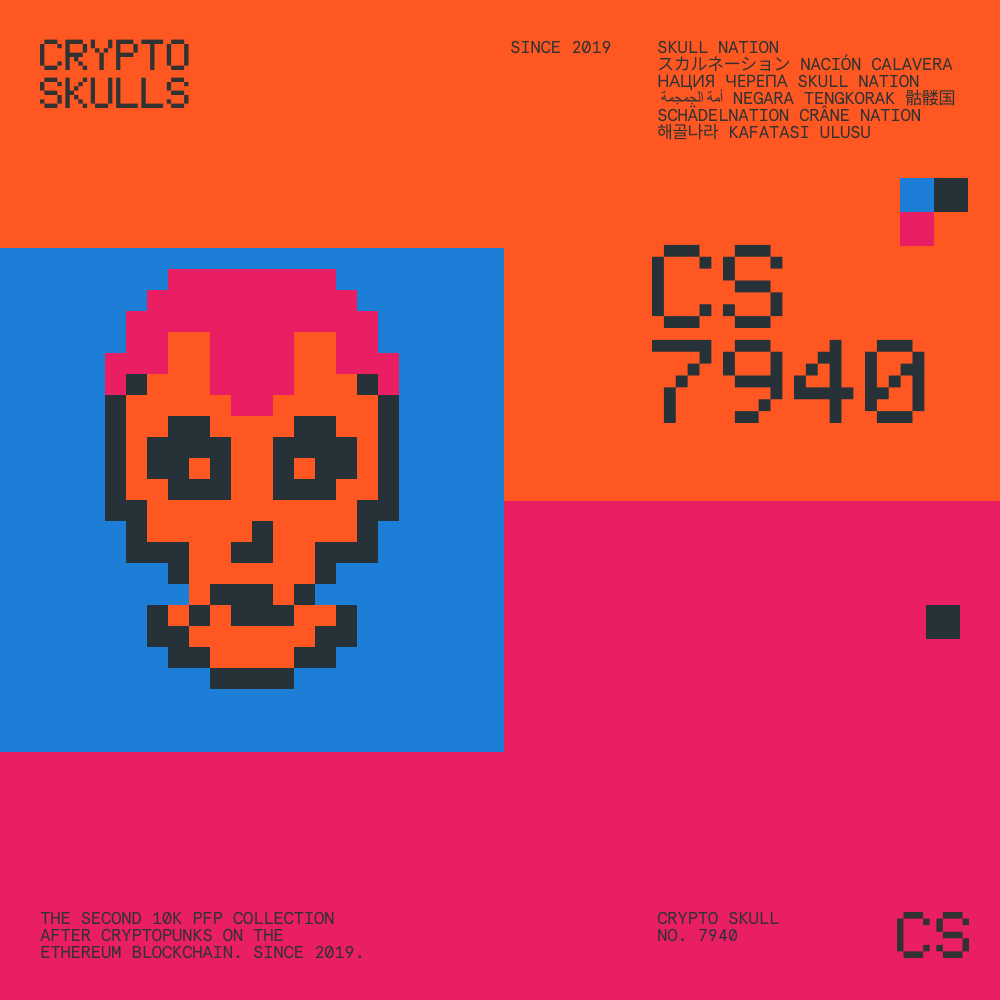 CRYPTO
SKULLS
SINCE 2019
SKULL NATION
スカルネーション NACIÓN CALAVERA
НАЦИЯ ЧЕРЕПА SKULL NATION
أمة الجمجمة NEGARA TENGKORAK 骷髅国
SCHÄDELNATION CRÂNE NATION
해골나라 KAFATASI ULUSU
CS
7940
THE SECOND 10K PFP COLLECTION
AFTER CRYPTOPUNKS ON THE
ETHEREUM BLOCKCHAIN. SINCE 2019.
CRYPTO SKULL
NO. 7940
CS